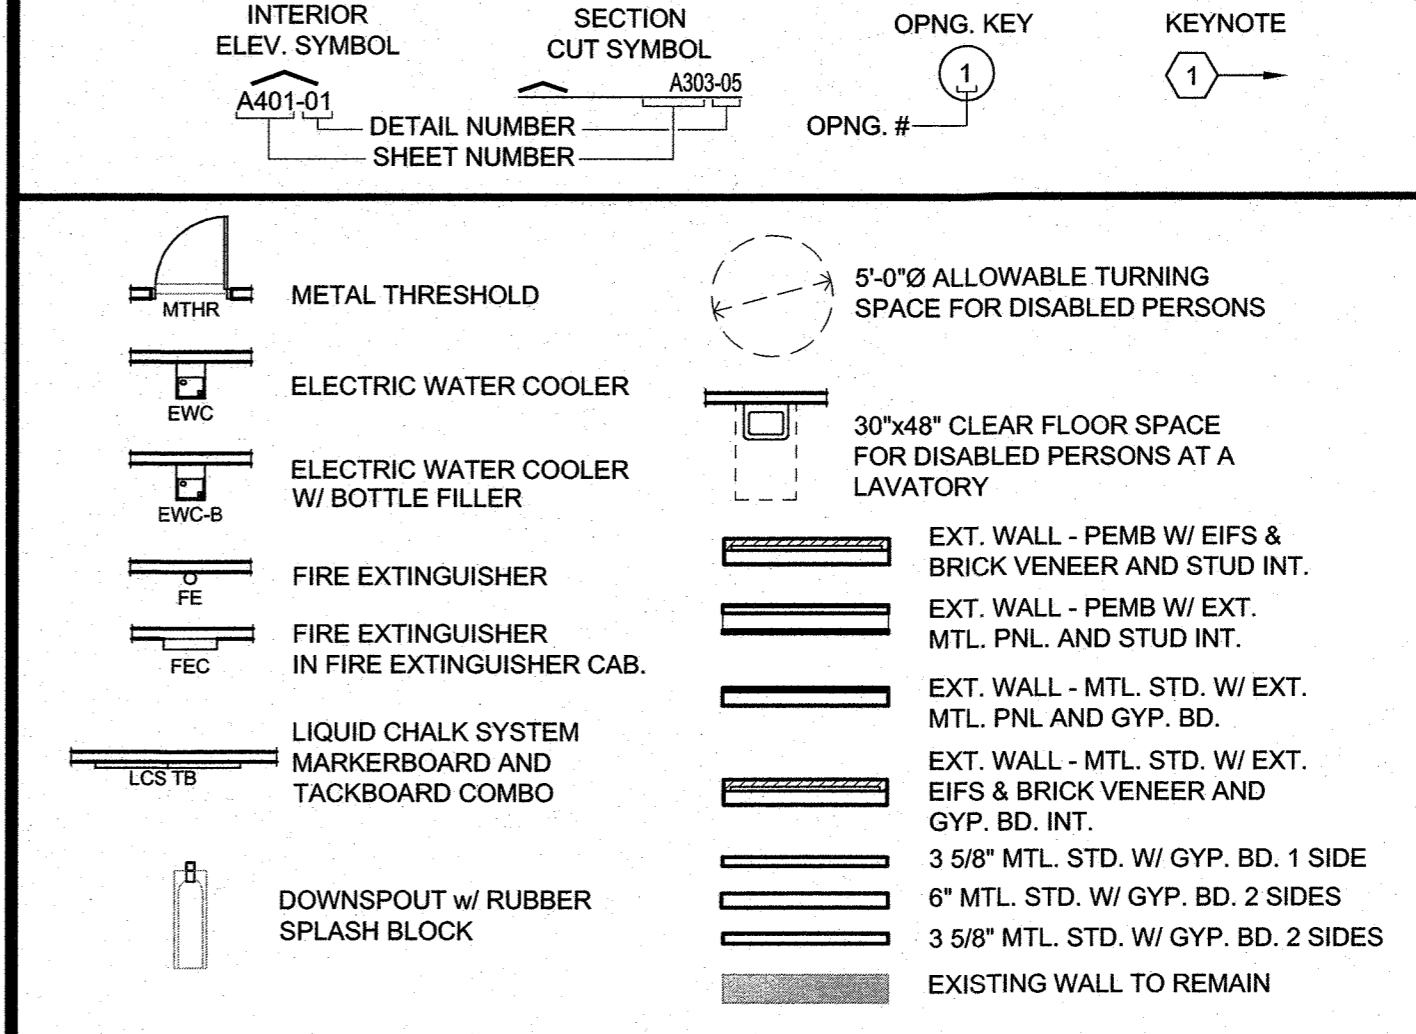 INTERIOR
ELEV. SYMBOL
A401-01
SECTION
CUT SYMBOL
A303-05
DETAIL NUMBER
SHEET NUMBER
OPNG. KEY
1
OPNG. #
KEYNOTE
1
MTHR
METAL THRESHOLD
EWC
ELECTRIC WATER COOLER
EWC-B
ELECTRIC WATER COOLER
W/ BOTTLE FILLER
FE
FIRE EXTINGUISHER
FEC
FIRE EXTINGUISHER
IN FIRE EXTINGUISHER CAB.
LCS TB
LIQUID CHALK SYSTEM
MARKERBOARD AND
TACKBOARD COMBO
DOWNSPOUT w/ RUBBER
SPLASH BLOCK
5'-0"Ø ALLOWABLE TURNING
SPACE FOR DISABLED PERSONS
30"x48" CLEAR FLOOR SPACE
FOR DISABLED PERSONS AT A
LAVATORY
EXT. WALL - PEMB W/ EIFS &
BRICK VENEER AND STUD INT.
EXT. WALL - PEMB W/ EXT.
MTL. PNL. AND STUD INT.
EXT. WALL - MTL. STD. W/ EXT.
MTL. PNL AND GYP. BD.
EXT. WALL - MTL. STD. W/ EXT.
EIFS & BRICK VENEER AND
GYP. BD. INT.
3 5/8" MTL. STD. W/ GYP. BD. 1 SIDE
6" MTL. STD. W/ GYP. BD. 2 SIDES
3 5/8" MTL. STD. W/ GYP. BD. 2 SIDES
EXISTING WALL TO REMAIN